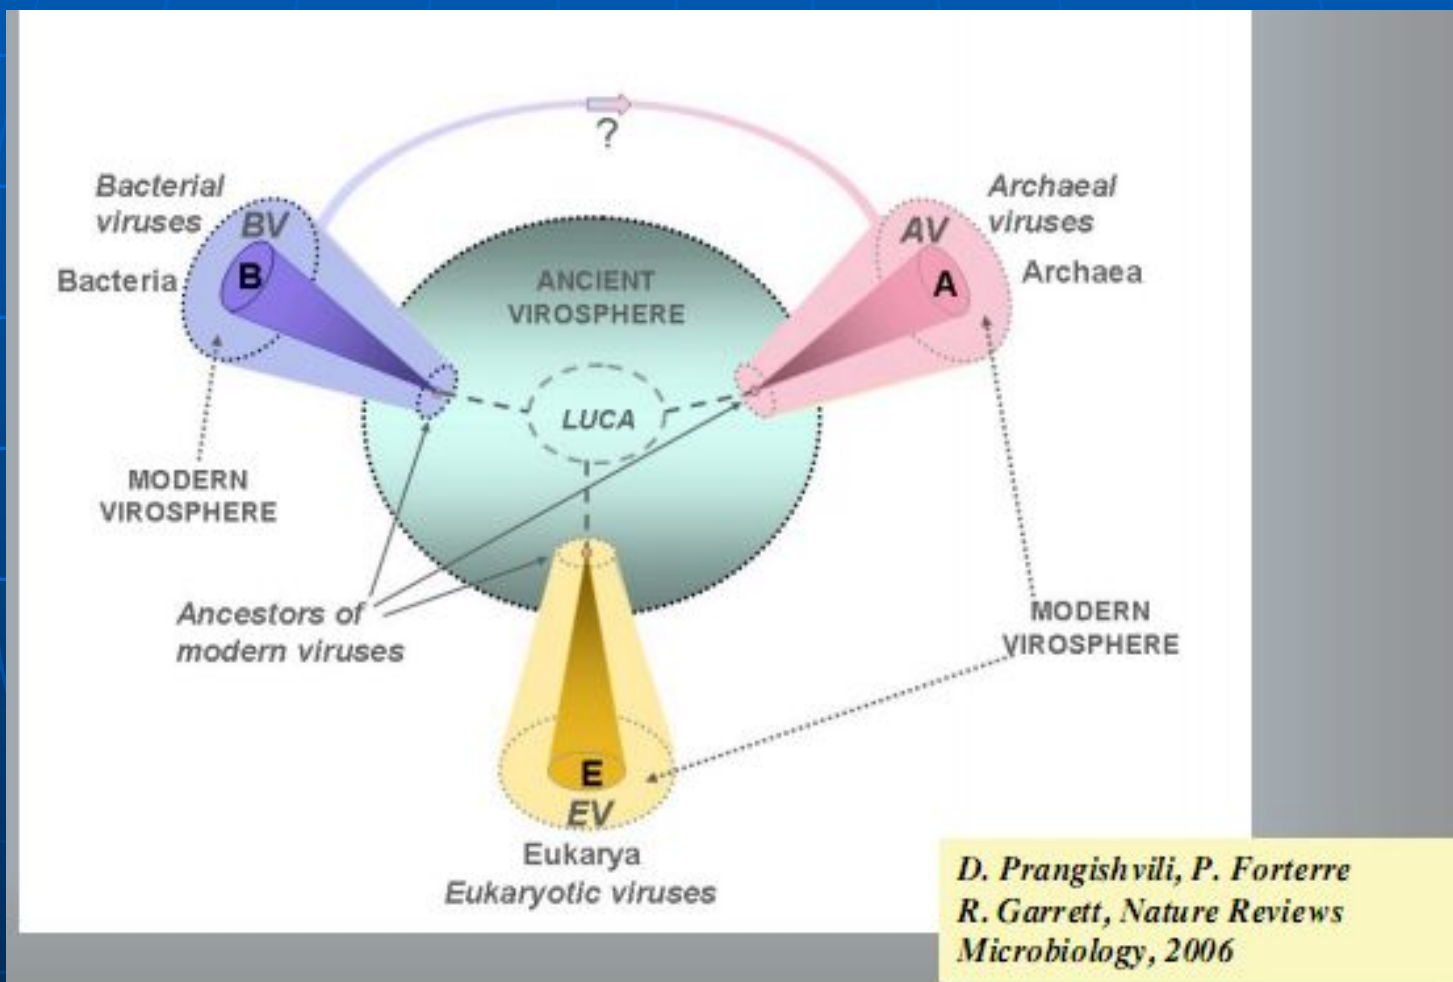 ?
Bacterial
viruses
BV
B
Bacteria
Archaeal
viruses
AV
A
Archaea
ANCIENT
VIROSPHERE
LUCA
MODERN
VIROSPHERE
Ancestors of
modern viruses
MODERN
VIROSPHERE
E
EV
Eukarya
Eukaryotic viruses
D. Prangishvili, P. Forterre
R. Garrett, Nature Reviews
Microbiology, 2006